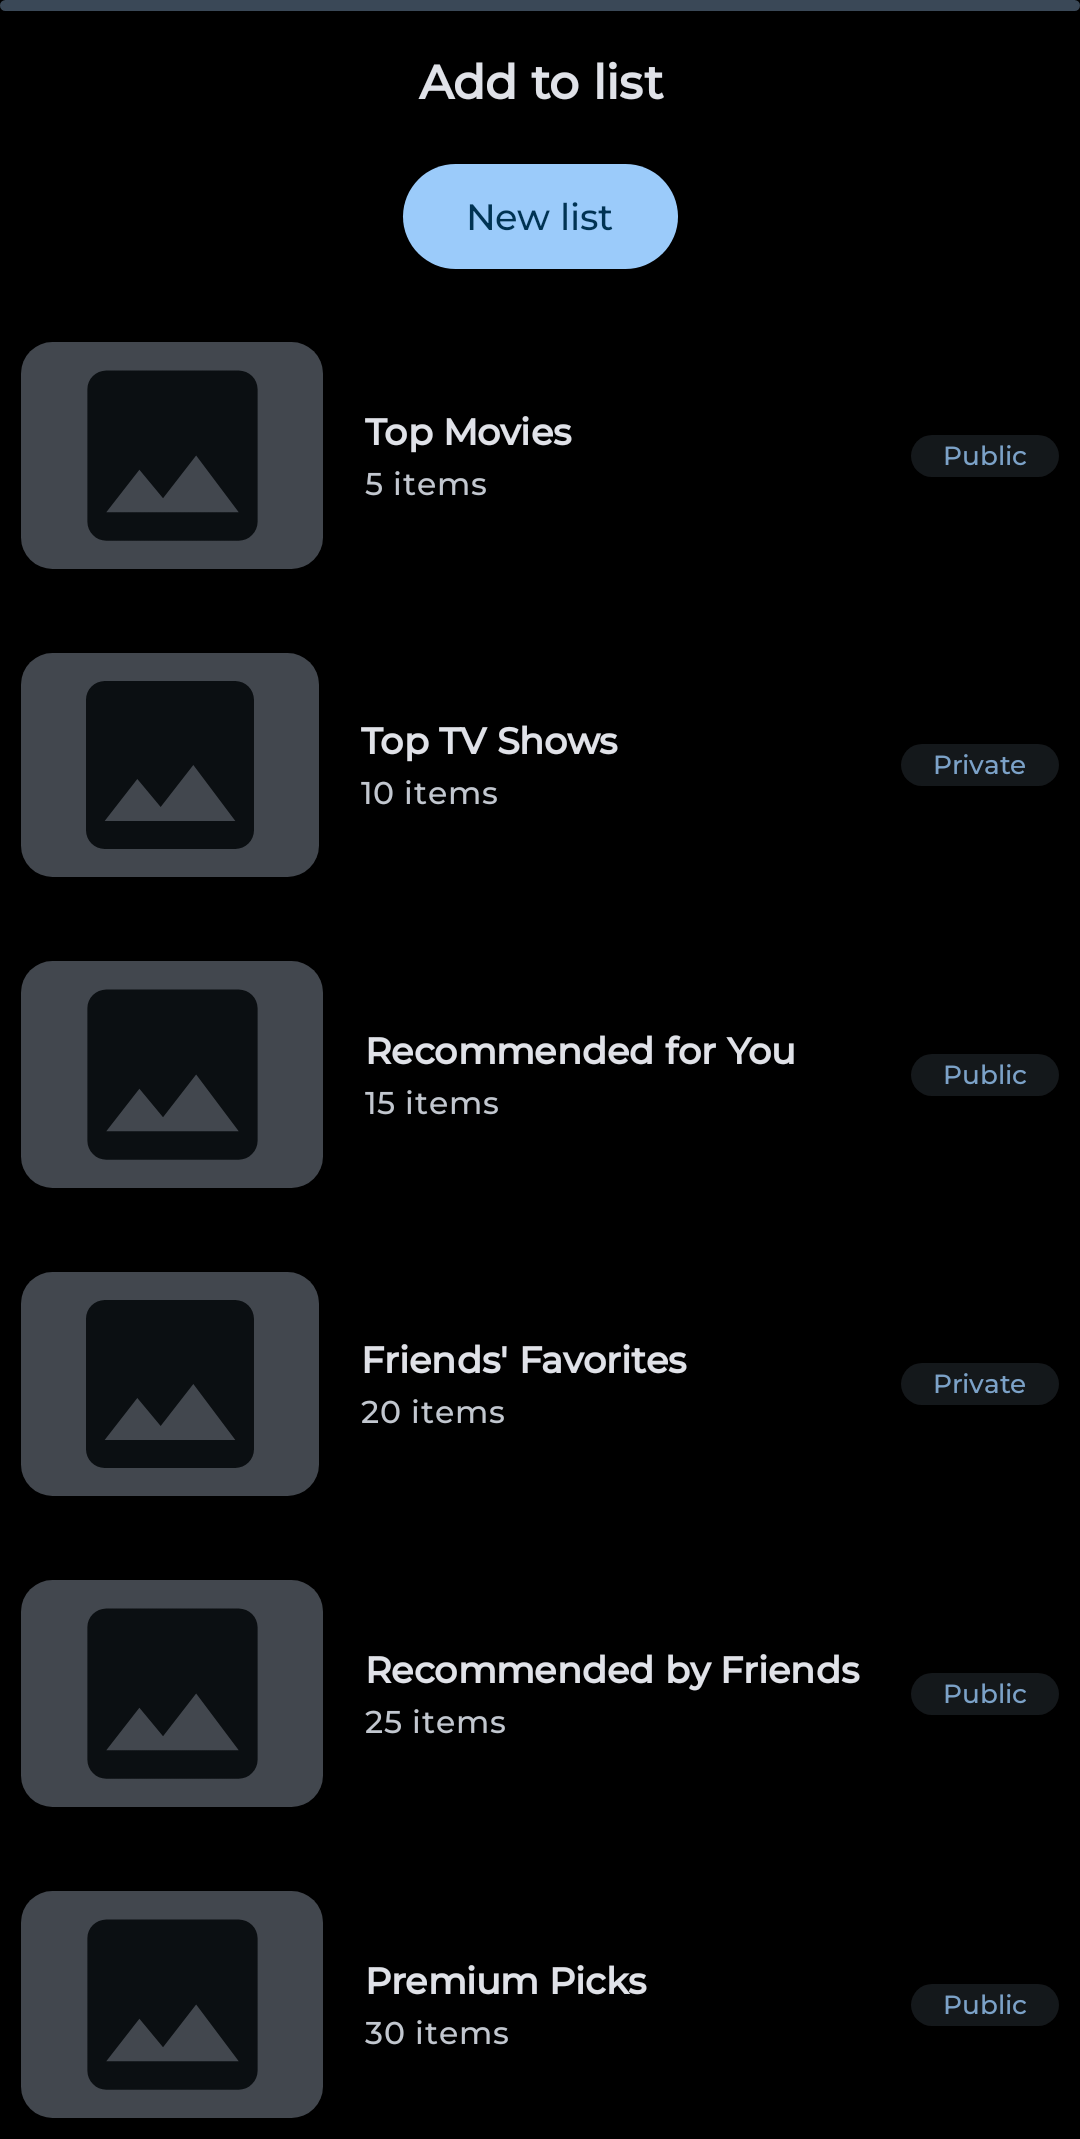 Add to list
New list
Top Movies
5 items
Public
Top TV Shows
10 items
Private
Recommended for You
15 items
Public
Friends' Favorites
20 items
Private
Recommended by Friends
25 items
Public
Premium Picks
30 items
Public